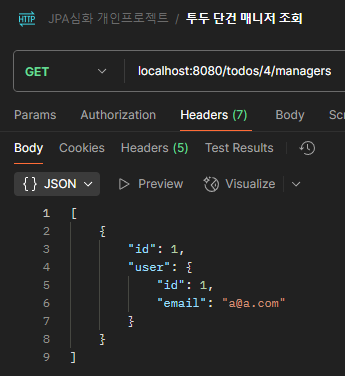 HTTP JPA심화 개인프로젝트 / 투두 단건 매니저 조회
GET localhost:8080/todos/4/managers
Params Authorization Headers (7) Body Scr
Body Cookies Headers (5) Test Results
{} JSON Preview Visualize
1 [
2 {
3 "id": 1,
4 "user": {
5 "id": 1,
6 "email": "a@a.com"
7 }
8 }
9 ]